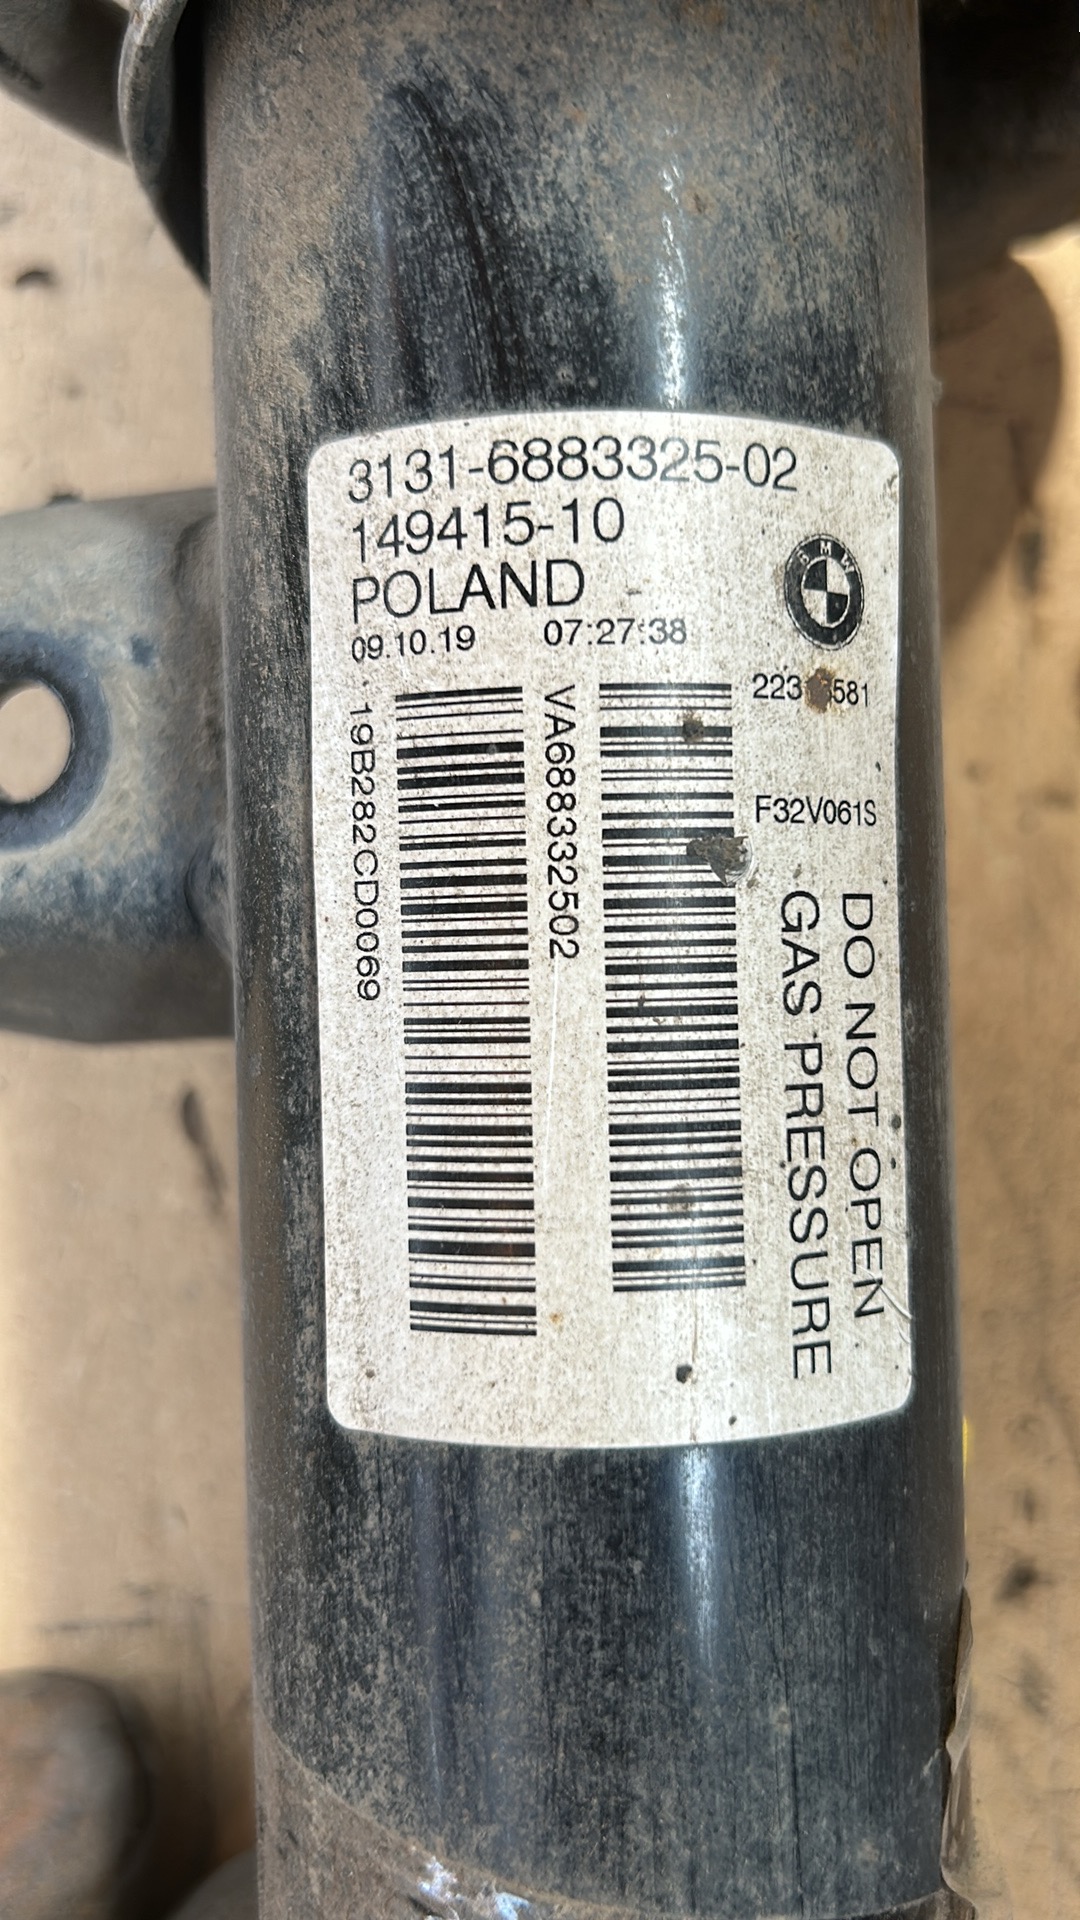 3131-6883325-02
149415-10
POLAND
BMW
09.10.19 07:27:38
19B282CD0069
VA688332502
F32V061S
DO NOT OPEN
GAS PRESSURE